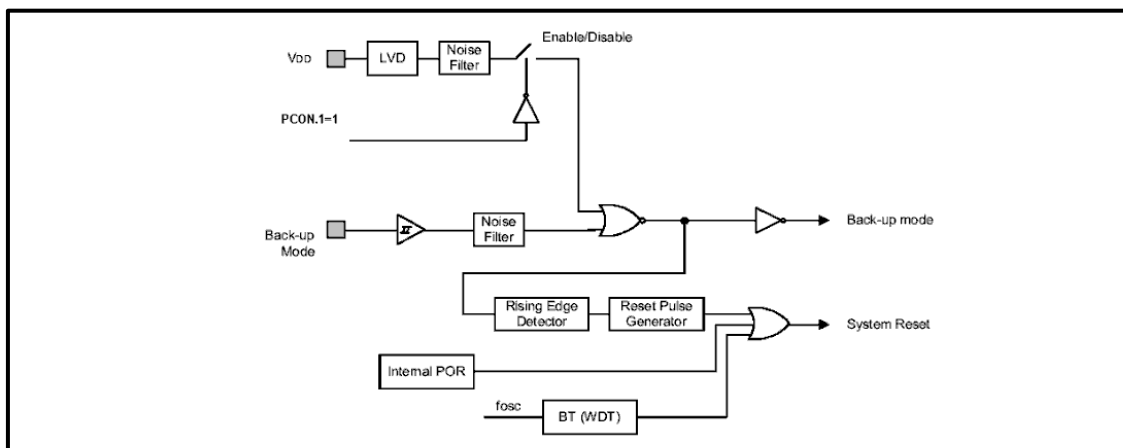 Enable/Disable
VDD
LVD
Noise
Filter
PCON.1=1
Back-up
Mode
Noise
Filter
Back-up mode
Rising Edge
Detector
Reset Pulse
Generator
System Reset
Internal POR
fosc
BT (WDT)